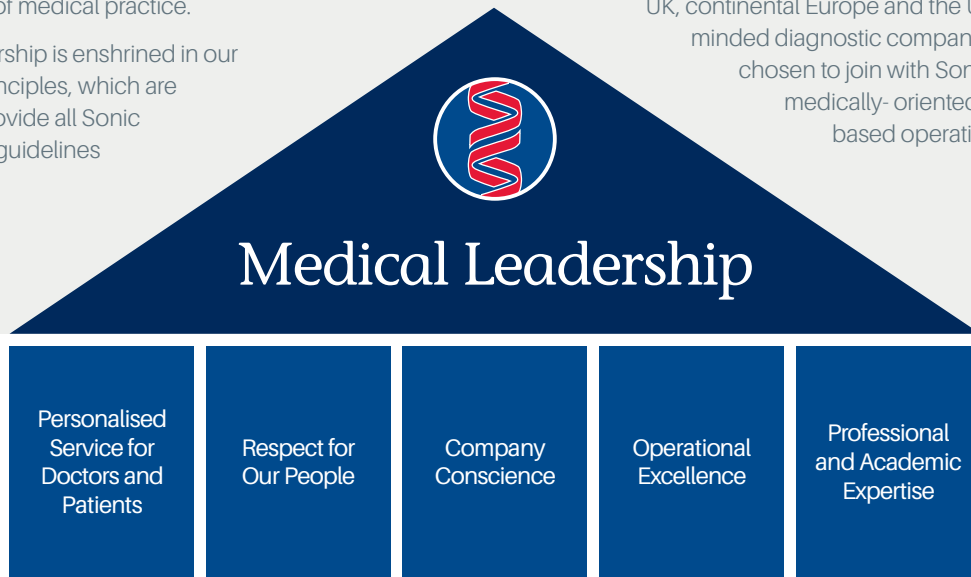 of medical practice.
rship is enshrined in our
nciples, which are
ovide all Sonic
guidelines
UK, continental Europe and the U
minded diagnostic compan
chosen to join with Son
medically- oriented
based operati
Medical Leadership
Personalised
Service for
Doctors and
Patients
Respect for
Our People
Company
Conscience
Operational
Excellence
Professional
and Academic
Expertise